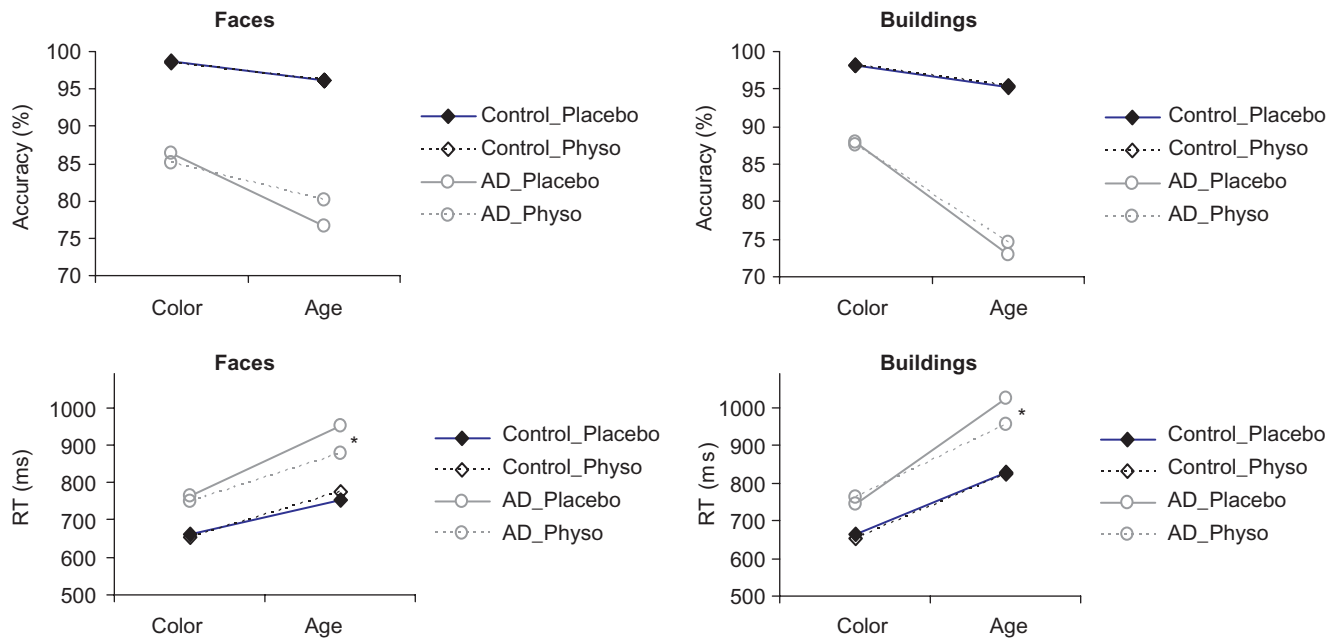 Faces
Accuracy (%)
100
95
90
85
80
75
70
Color Age
Control_Placebo
Control_Physo
AD_Placebo
AD_Physo
Buildings
Accuracy (%)
100
95
90
85
80
75
70
Color Age
Control_Placebo
Control_Physo
AD_Placebo
AD_Physo
Faces
RT (ms)
1000
900
800
700
600
500
*
Color Age
Control_Placebo
Control_Physo
AD_Placebo
AD_Physo
Buildings
RT (ms)
1000
900
800
700
600
500
*
Color Age
Control_Placebo
Control_Physo
AD_Placebo
AD_Physo